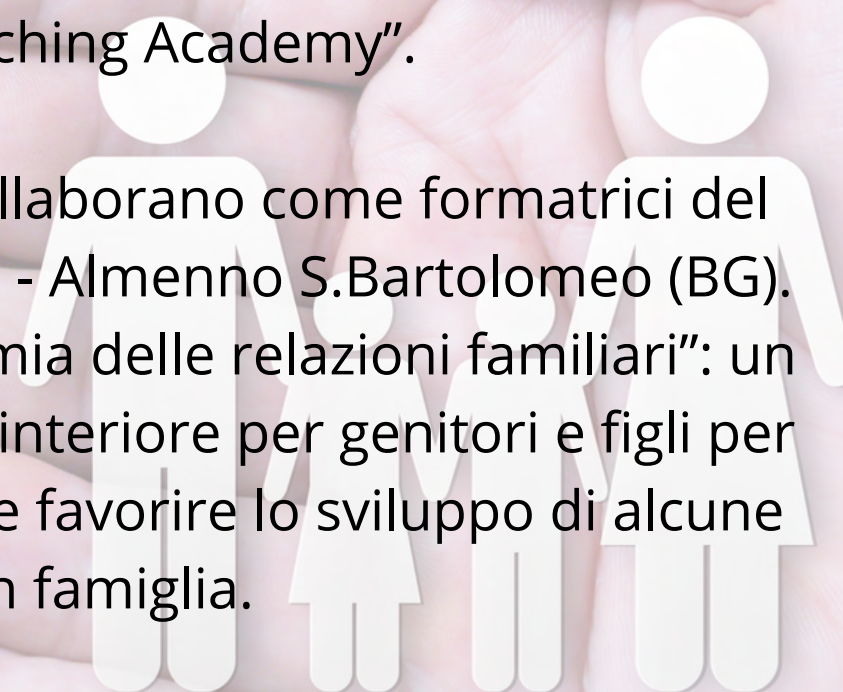 ching Academy”.
llaborano come formatrici del
- Almenno S.Bartolomeo (BG).
mia delle relazioni familiari”: un
interiore per genitori e figli per
e favorire lo sviluppo di alcune
n famiglia.